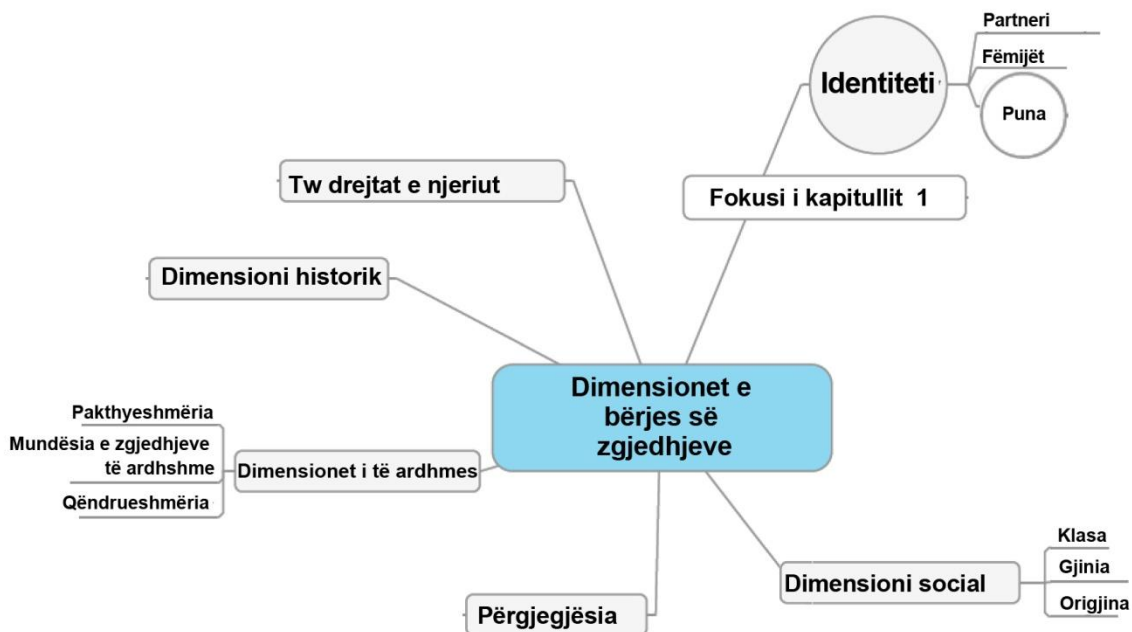 Partneri
Fëmijët
Identiteti
Puna
Tw drejtat e njeriut
Fokusi i kapitullit 1
Dimensioni historik
Dimensionet e
bërjes së
zgjedhjeve
Pakthyeshmëria
Mundësia e zgjedhjeve
të ardhshme
Dimensionet i të ardhmes
Qëndrueshmëria
Klasa
Gjinia
Dimensioni social
Origjina
Përgjegjësia